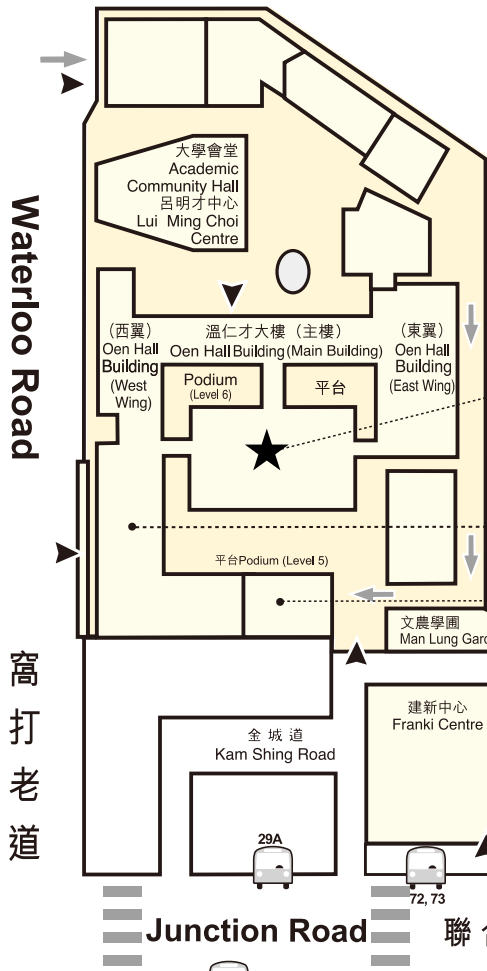 大學會堂
Academic
Community Hall
呂明才中心
Lui Ming Choi
Centre
Waterloo Road
窩打老道
（西翼）
Oen Hall
Building
(West
Wing)
溫仁才大樓（主樓）
Oen Hall Building (Main Building)
（東翼）
Oen Hall
Building
(East Wing)
Podium
(Level 6)
平台
平台Podium (Level 5)
文農學圃
Man Lung Gard
建新中心
Franki Centre
金城道
Kam Shing Road
29A
72, 73
Junction Road
聯合